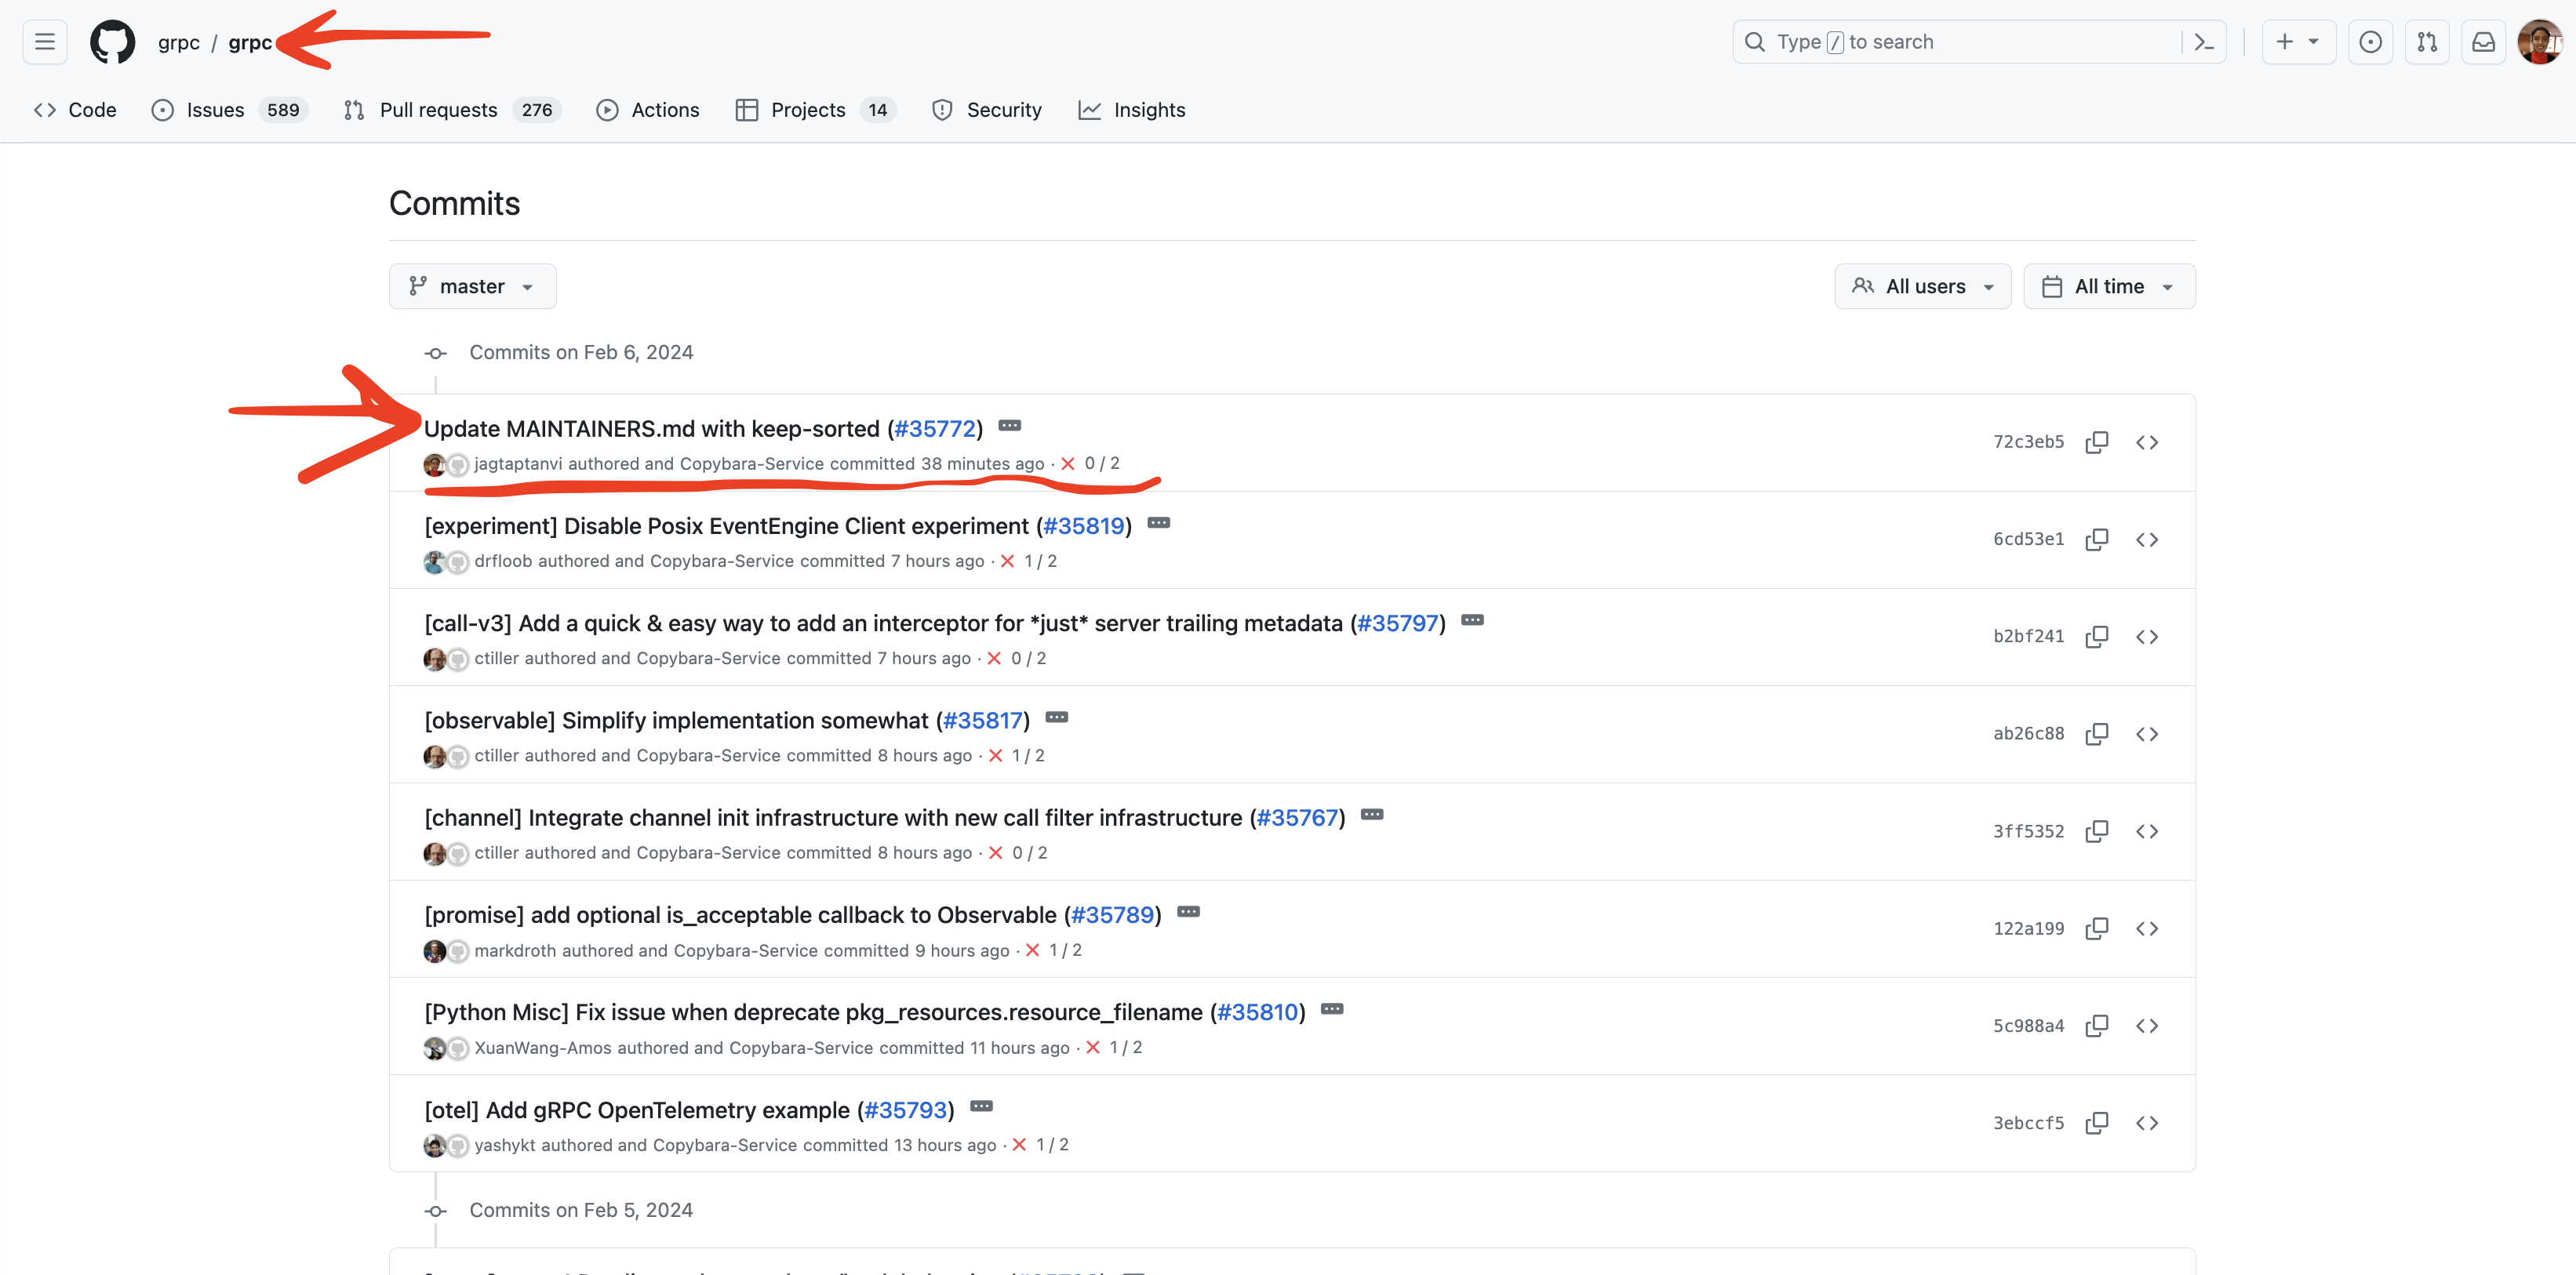 grpc / grpc
Type / to search
Code
Issues 589
Pull requests 276
Actions
Projects 14
Security
Insights
Commits
master
All users
All time
Commits on Feb 6, 2024
Update MAINTAINERS.md with keep-sorted (#35772)
72c3eb5
jagtaptanvi authored and Copybara-Service committed 38 minutes ago · 0 / 2
[experiment] Disable Posix EventEngine Client experiment (#35819)
6cd53e1
drfloob authored and Copybara-Service committed 7 hours ago · 1 / 2
[call-v3] Add a quick & easy way to add an interceptor for *just* server trailing metadata (#35797)
b2bf241
ctiller authored and Copybara-Service committed 7 hours ago · 0 / 2
[observable] Simplify implementation somewhat (#35817)
ab26c88
ctiller authored and Copybara-Service committed 8 hours ago · 1 / 2
[channel] Integrate channel init infrastructure with new call filter infrastructure (#35767)
3ff5352
ctiller authored and Copybara-Service committed 8 hours ago · 0 / 2
[promise] add optional is_acceptable callback to Observable (#35789)
122a199
markdroth authored and Copybara-Service committed 9 hours ago · 1 / 2
[Python Misc] Fix issue when deprecate pkg_resources.resource_filename (#35810)
5c988a4
XuanWang-Amos authored and Copybara-Service committed 11 hours ago · 1 / 2
[otel] Add gRPC OpenTelemetry example (#35793)
3ebccf5
yashykt authored and Copybara-Service committed 13 hours ago · 1 / 2
Commits on Feb 5, 2024